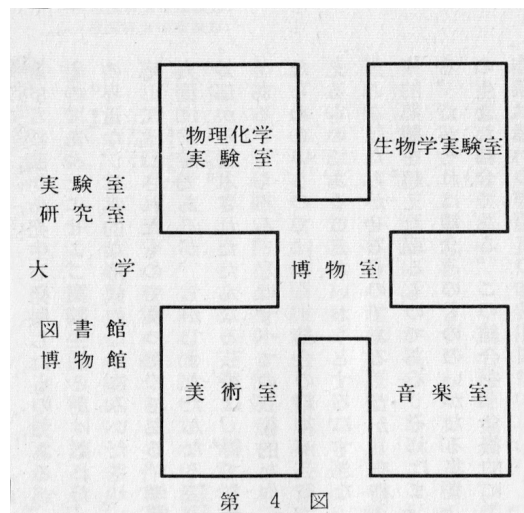 物理化学
実験室
生物学実験室
実験室
研究室
大学
博物室
図書館
博物館
美術室
音楽室
第4図